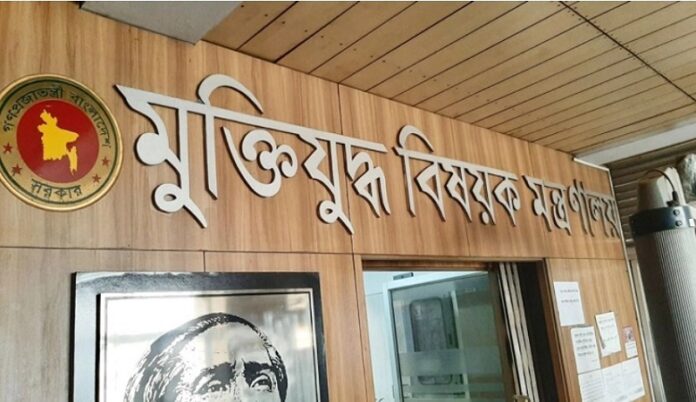 গণপ্রজাতন্ত্রী বাংলাদেশ
সরকার
মুক্তিযুদ্ধ বিষয়ক মন্ত্রণালয়